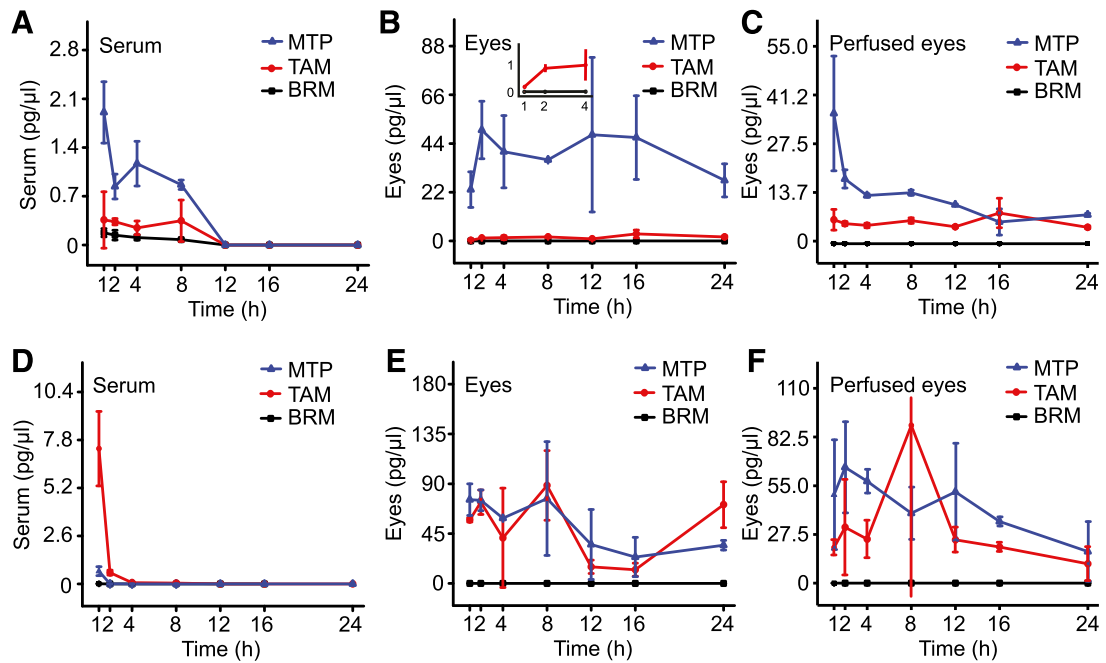 A
Serum
MTP
TAM
BRM
2.8
2.1
1.4
0.7
0
Serum (pg/µl)
12 4 8 12 16 24
Time (h)
B
Eyes
MTP
TAM
BRM
1
0
1 2 4
88
66
44
22
0
Eyes (pg/µl)
12 4 8 12 16 24
Time (h)
C
Perfused eyes
MTP
TAM
BRM
55.0
41.2
27.5
13.7
0
Eyes (pg/µl)
12 4 8 12 16 24
Time (h)
D
Serum
MTP
TAM
BRM
10.4
7.8
5.2
2.6
0
Serum (pg/µl)
12 4 8 12 16 24
Time (h)
E
Eyes
MTP
TAM
BRM
180
135
90
45
0
Eyes (pg/µl)
12 4 8 12 16 24
Time (h)
F
Perfused eyes
MTP
TAM
BRM
110
82.5
55.0
27.5
0
Eyes (pg/µl)
12 4 8 12 16 24
Time (h)